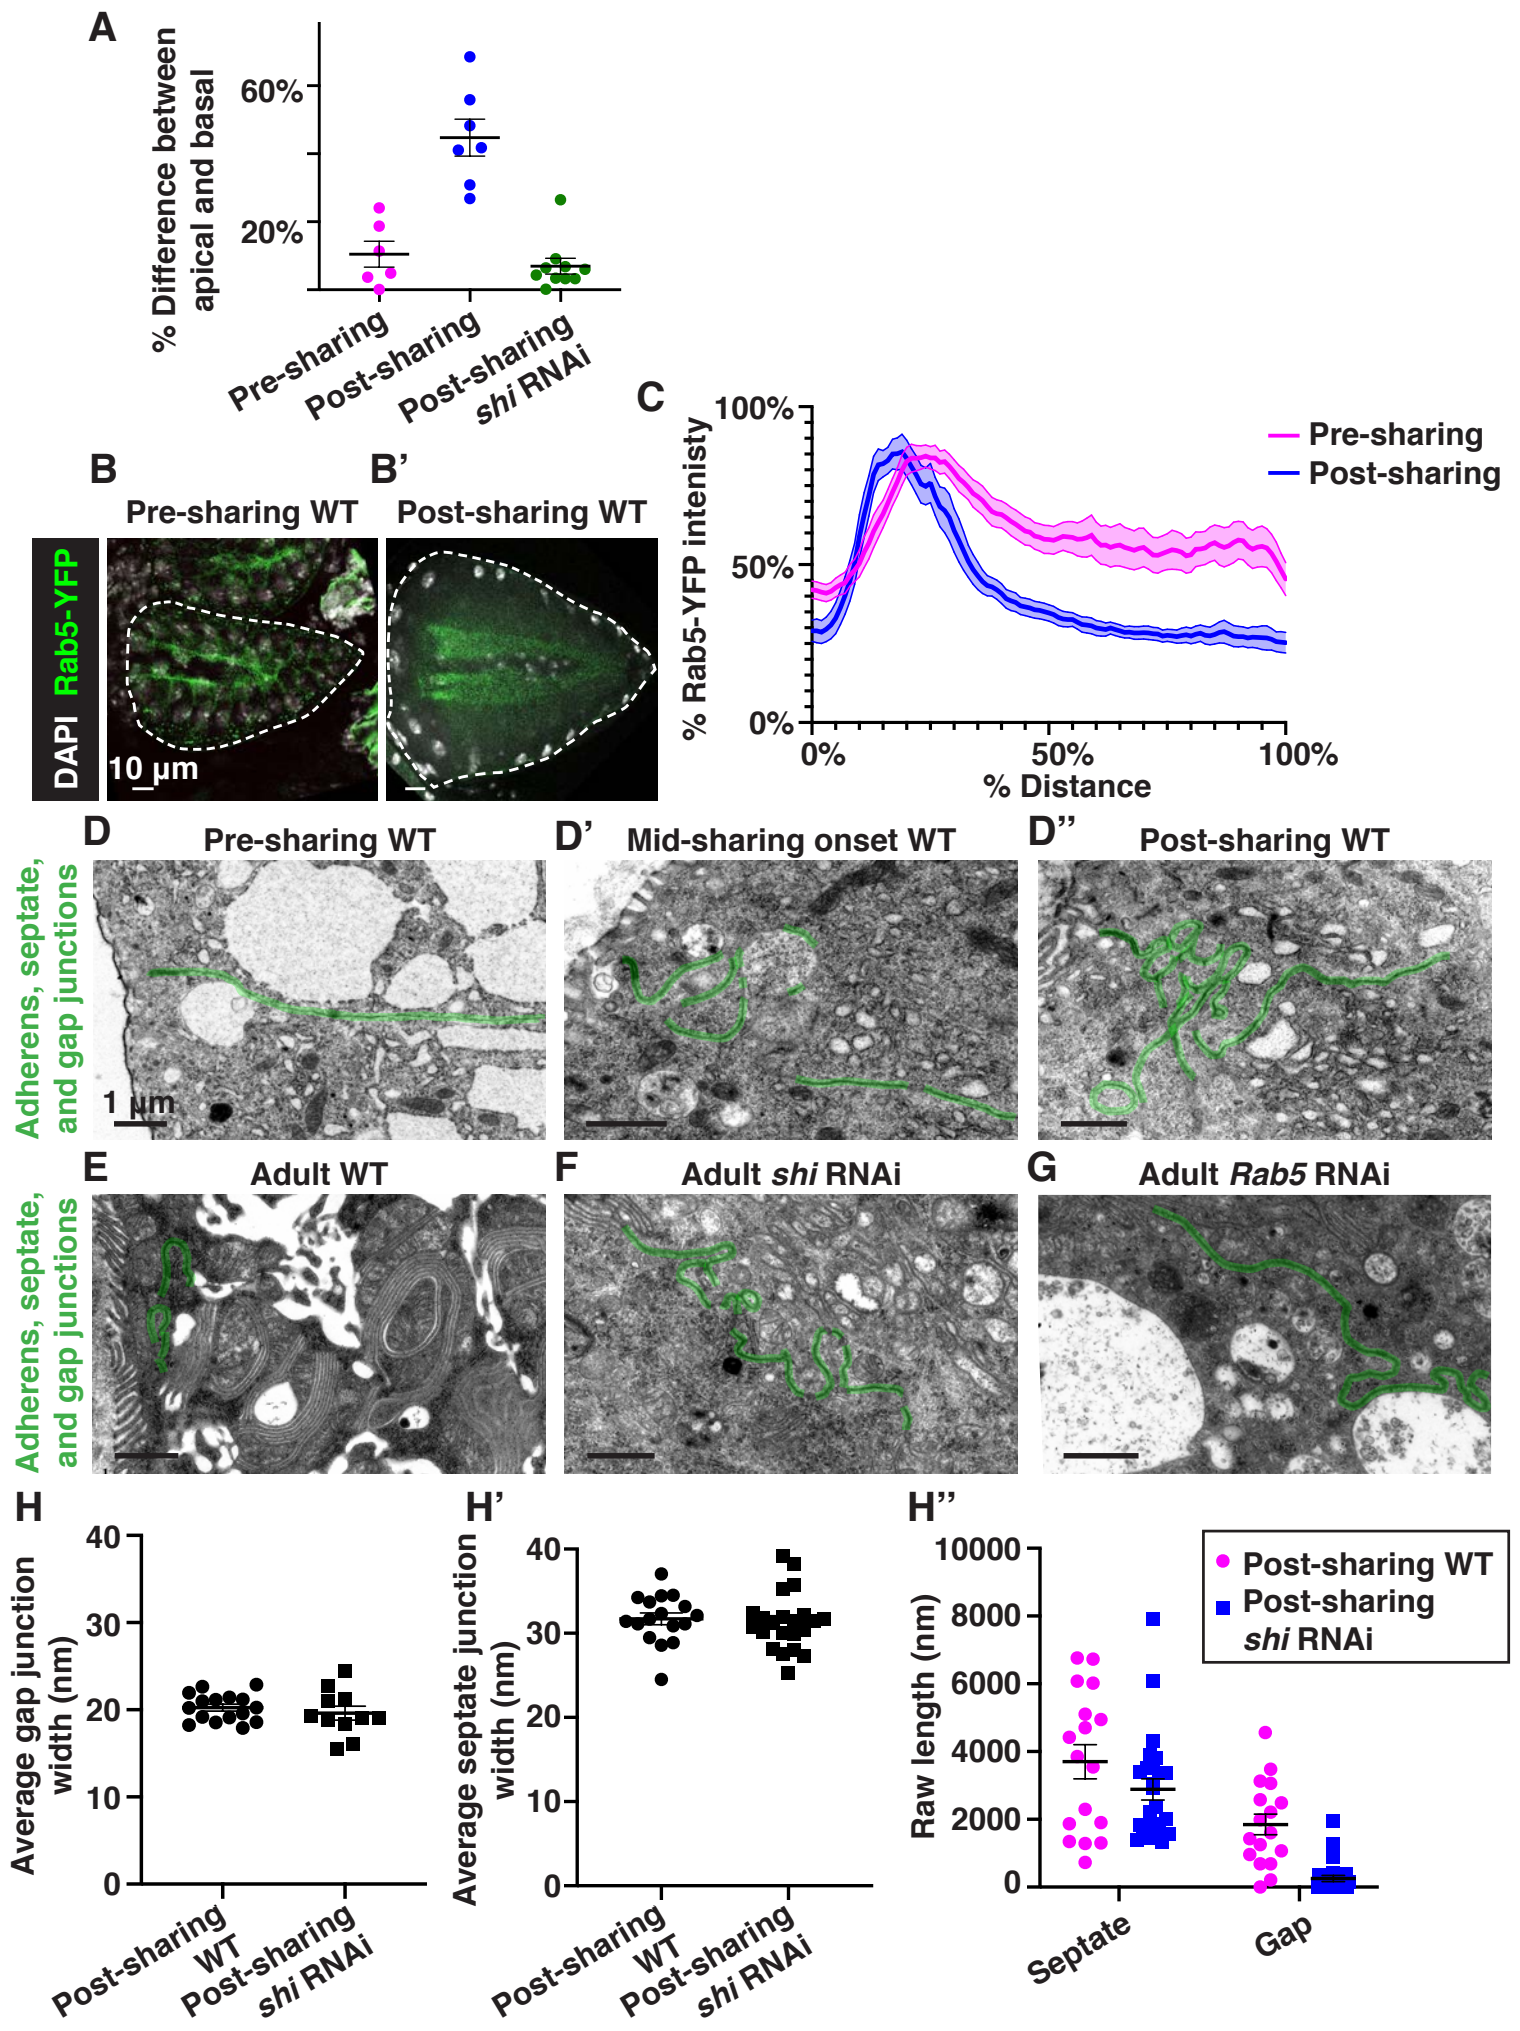 A
% Difference between
apical and basal
60%
20%
Pre-sharing
Post-sharing
Post-sharing
shi RNAi
B
B’
Pre-sharing WT
Post-sharing WT
DAPI Rab5-YFP
10 µm
C
% Rab5-YFP intenisty
100%
50%
0%
0%
50%
100%
% Distance
Pre-sharing
Post-sharing
D
Pre-sharing WT
D’
Mid-sharing onset WT
D’’
Post-sharing WT
Adherens, septate,
and gap junctions
1 µm
E
Adult WT
F
Adult shi RNAi
G
Adult Rab5 RNAi
Adherens, septate,
and gap junctions
H
Average gap junction
width (nm)
40
30
20
10
0
Post-sharing
WT
Post-sharing
shi RNAi
H’
Average septate junction
width (nm)
40
30
20
10
0
Post-sharing
WT
Post-sharing
shi RNAi
H’’
Raw length (nm)
10000
8000
6000
4000
2000
0
Septate
Gap
Post-sharing WT
Post-sharing
shi RNAi